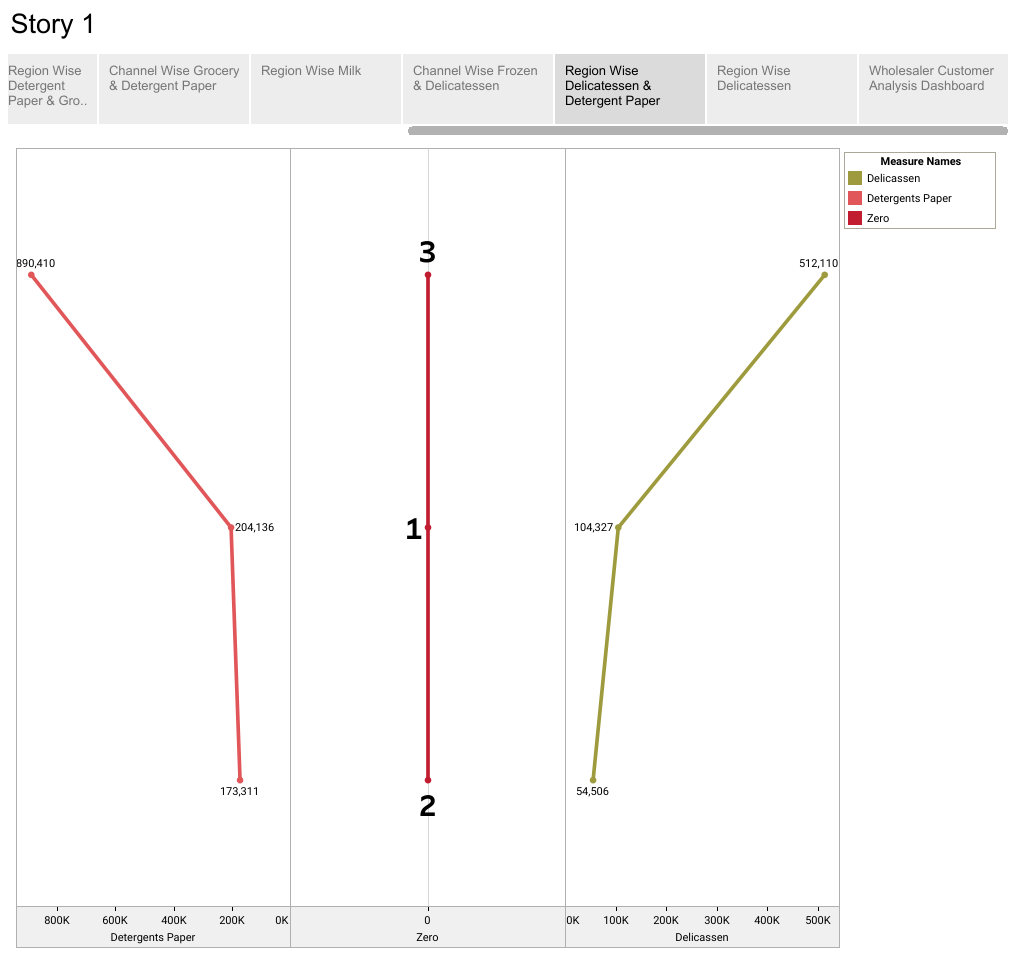 Story 1
Region Wise
Detergent
Paper & Gro..
Channel Wise Grocery
& Detergent Paper
Region Wise Milk
Channel Wise Frozen
& Delicatessen
Region Wise
Delicatessen &
Detergent Paper
Region Wise
Delicatessen
Wholesaler Customer
Analysis Dashboard
Measure Names
Delicassen
Detergents Paper
Zero
890,410
204,136
173,311
3
1
2
512,110
104,327
54,506
800K 600K 400K 200K 0K
Detergents Paper
0
Zero
0K 100K 200K 300K 400K 500K
Delicassen